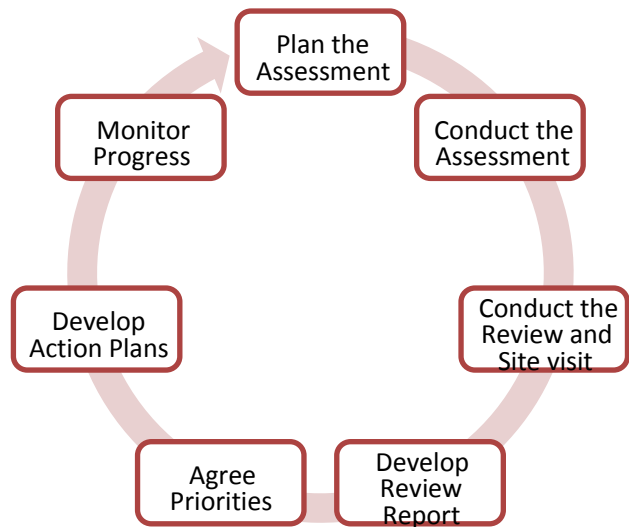 Plan the
Assessment
Conduct the
Assessment
Conduct the
Review and
Site visit
Develop
Review
Report
Agree
Priorities
Develop
Action Plans
Monitor
Progress